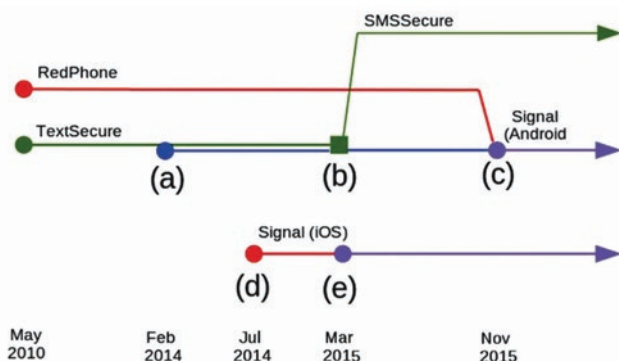 SMSSecure
RedPhone
TextSecure
Signal
(Android
(a)
(b)
(c)
Signal (iOS)
(d)
(e)
May
2010
Feb
2014
Jul
2014
Mar
2015
Nov
2015